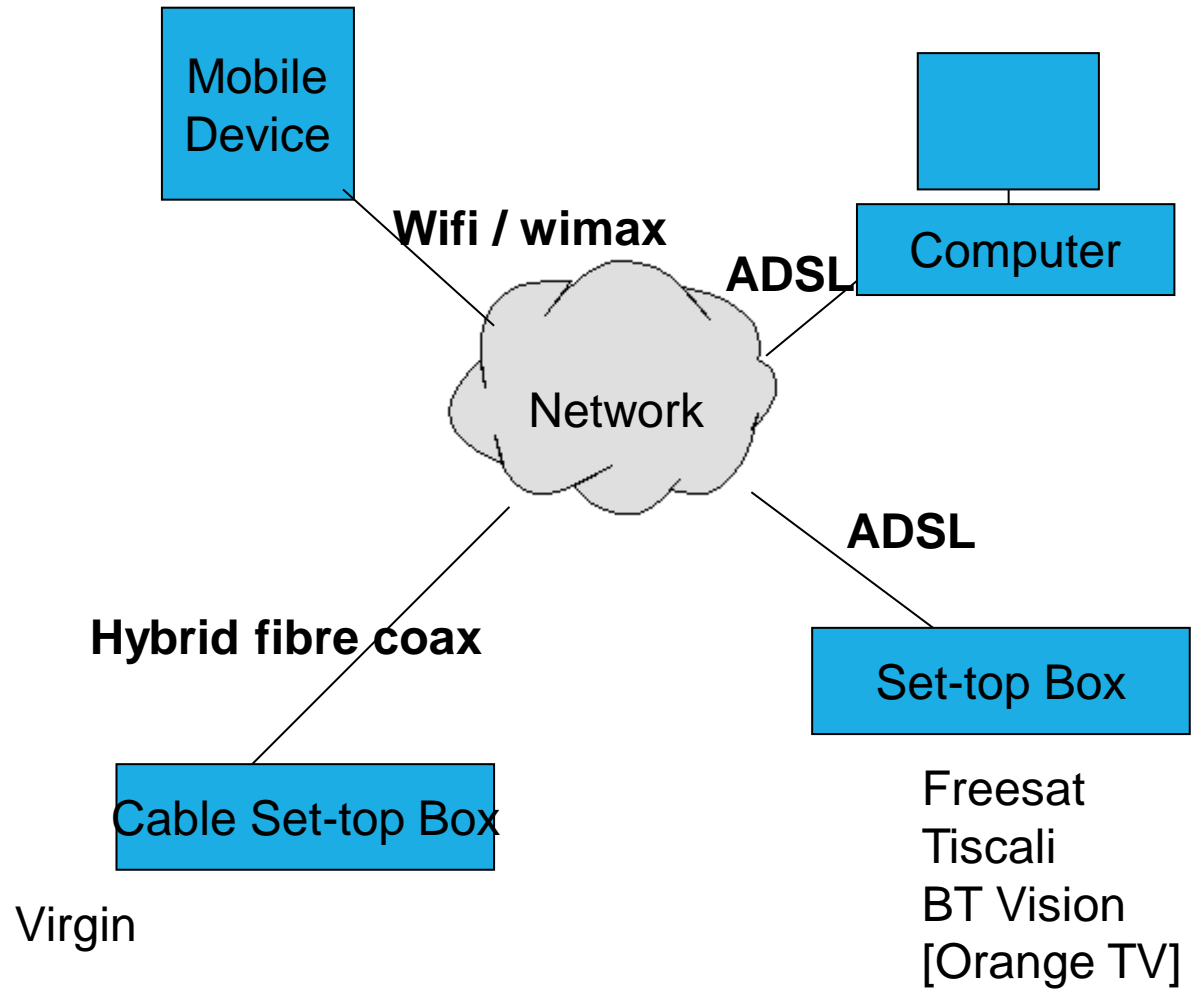 Mobile
Device
Wifi / wimax
Computer
ADSL
Network
ADSL
Hybrid fibre coax
Set-top Box
Cable Set-top Box
Freesat
Tiscali
BT Vision
[Orange TV]
Virgin